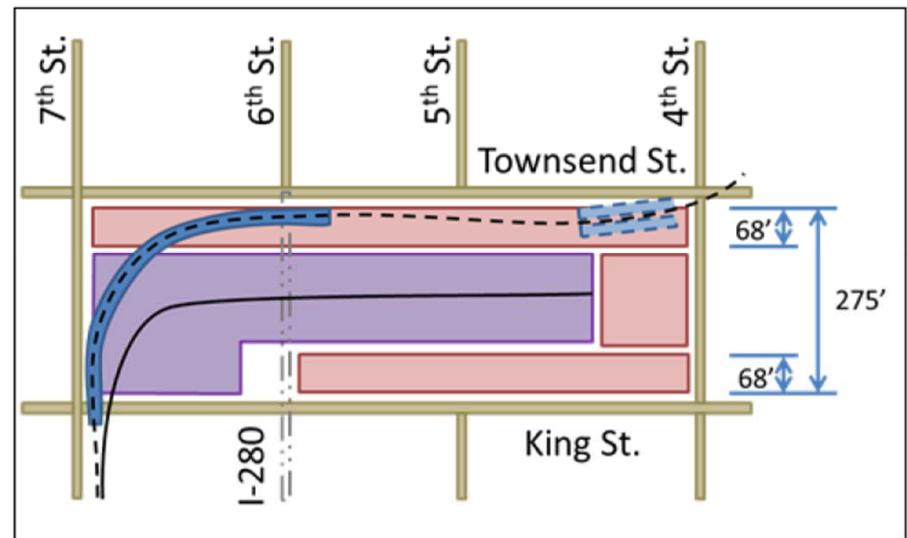 7th St.
6th St.
5th St.
4th St.
Townsend St.
68’
275’
68’
I-280
King St.